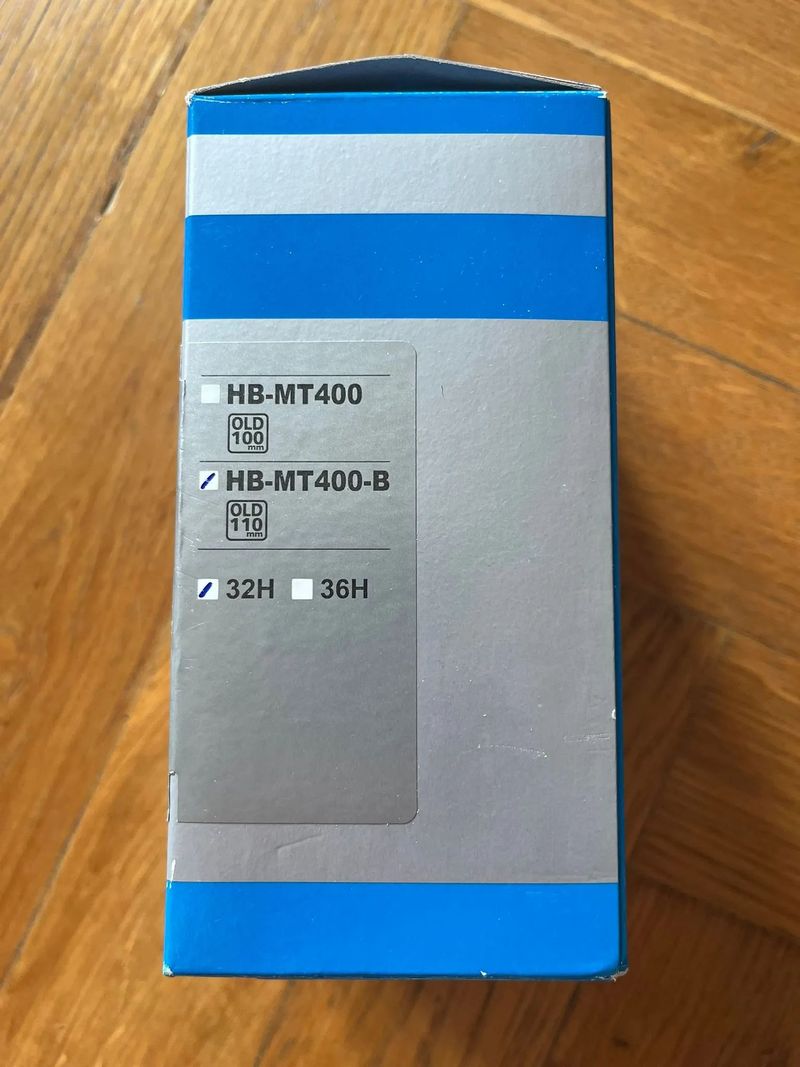 HB-MT400
OLD
100
mm
HB-MT400-B
OLD
110
mm
32H 36H